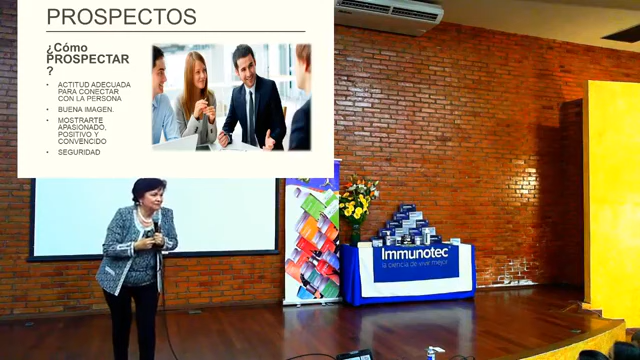 PROSPECTOS
¿Cómo
PROSPECTAR
?
• ACTITUD ADECUADA
PARA CONECTAR
CON LA PERSONA
• BUENA IMAGEN.
• MOSTRARTE
APASIONADO,
POSITIVO Y
CONVENCIDO
• SEGURIDAD
Immunotec
la ciencia de vivir mejor